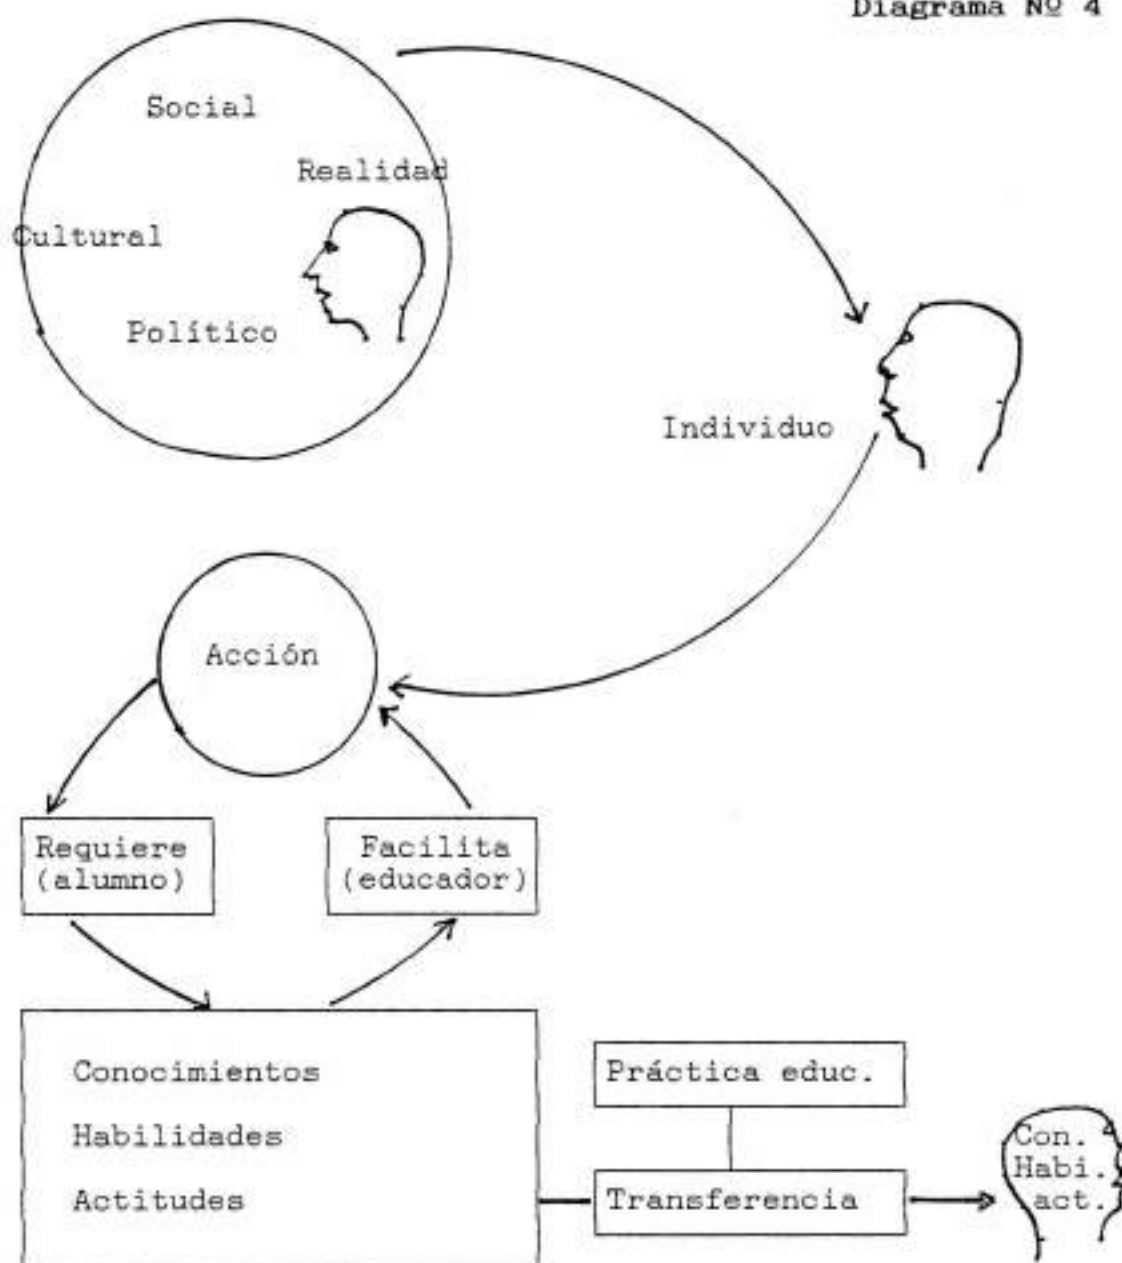 Diagrama Nº 4
Social
Realidad
Cultural
Político
Individuo
Acción
Requiere
(alumno)
Facilita
(educador)
Conocimientos
Habilidades
Actitudes
Práctica educ.
Transferencia
Con.
Habi.
act.